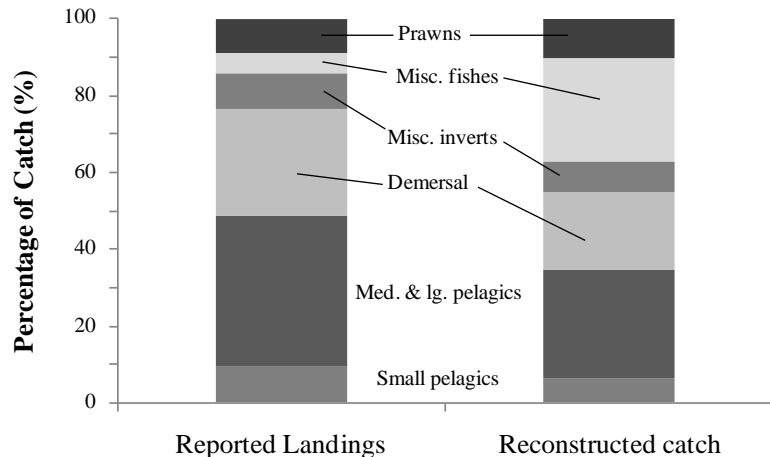 Percentage of Catch (%)
100
80
60
40
20
0
Prawns
Misc. fishes
Misc. inverts
Demersal
Med. & lg. pelagics
Small pelagics
Reported Landings
Reconstructed catch